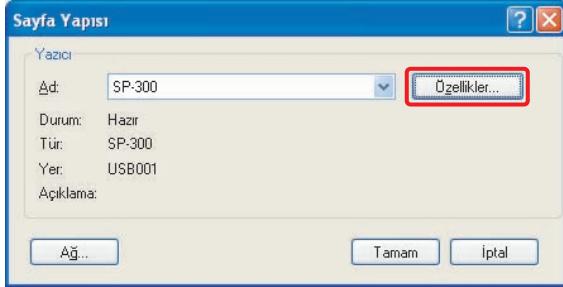 Sayfa Yapısı
Yazıcı
Ad: SP-300 Özellikler...
Durum: Hazır
Tür: SP-300
Yer: USB001
Açıklama:
Ağ... Tamam İptal